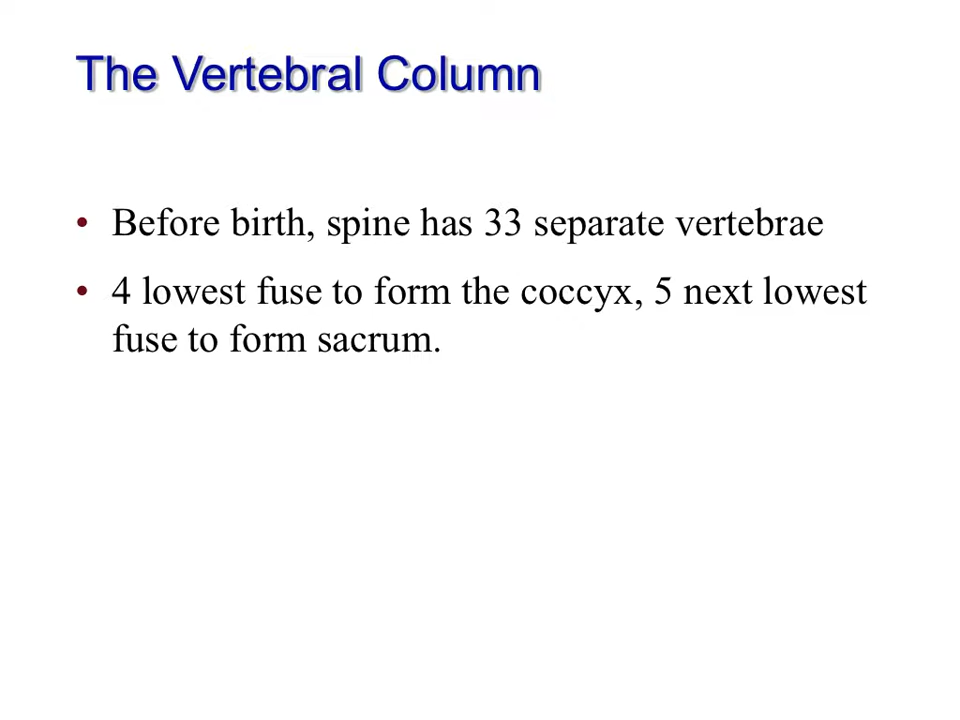 The Vertebral Column
• Before birth, spine has 33 separate vertebrae
• 4 lowest fuse to form the coccyx, 5 next lowest
fuse to form sacrum.